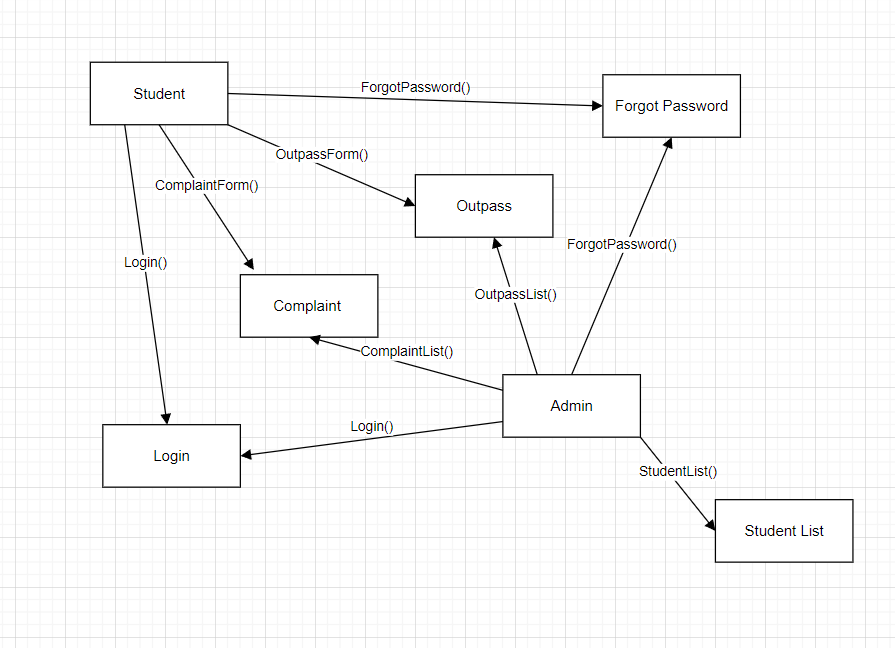 ForgotPassword()
Student
Forgot Password
OutpassForm()
ComplaintForm()
Outpass
ForgotPassword()
Login()
OutpassList()
Complaint
ComplaintList()
Admin
Login()
Login
StudentList()
Student List